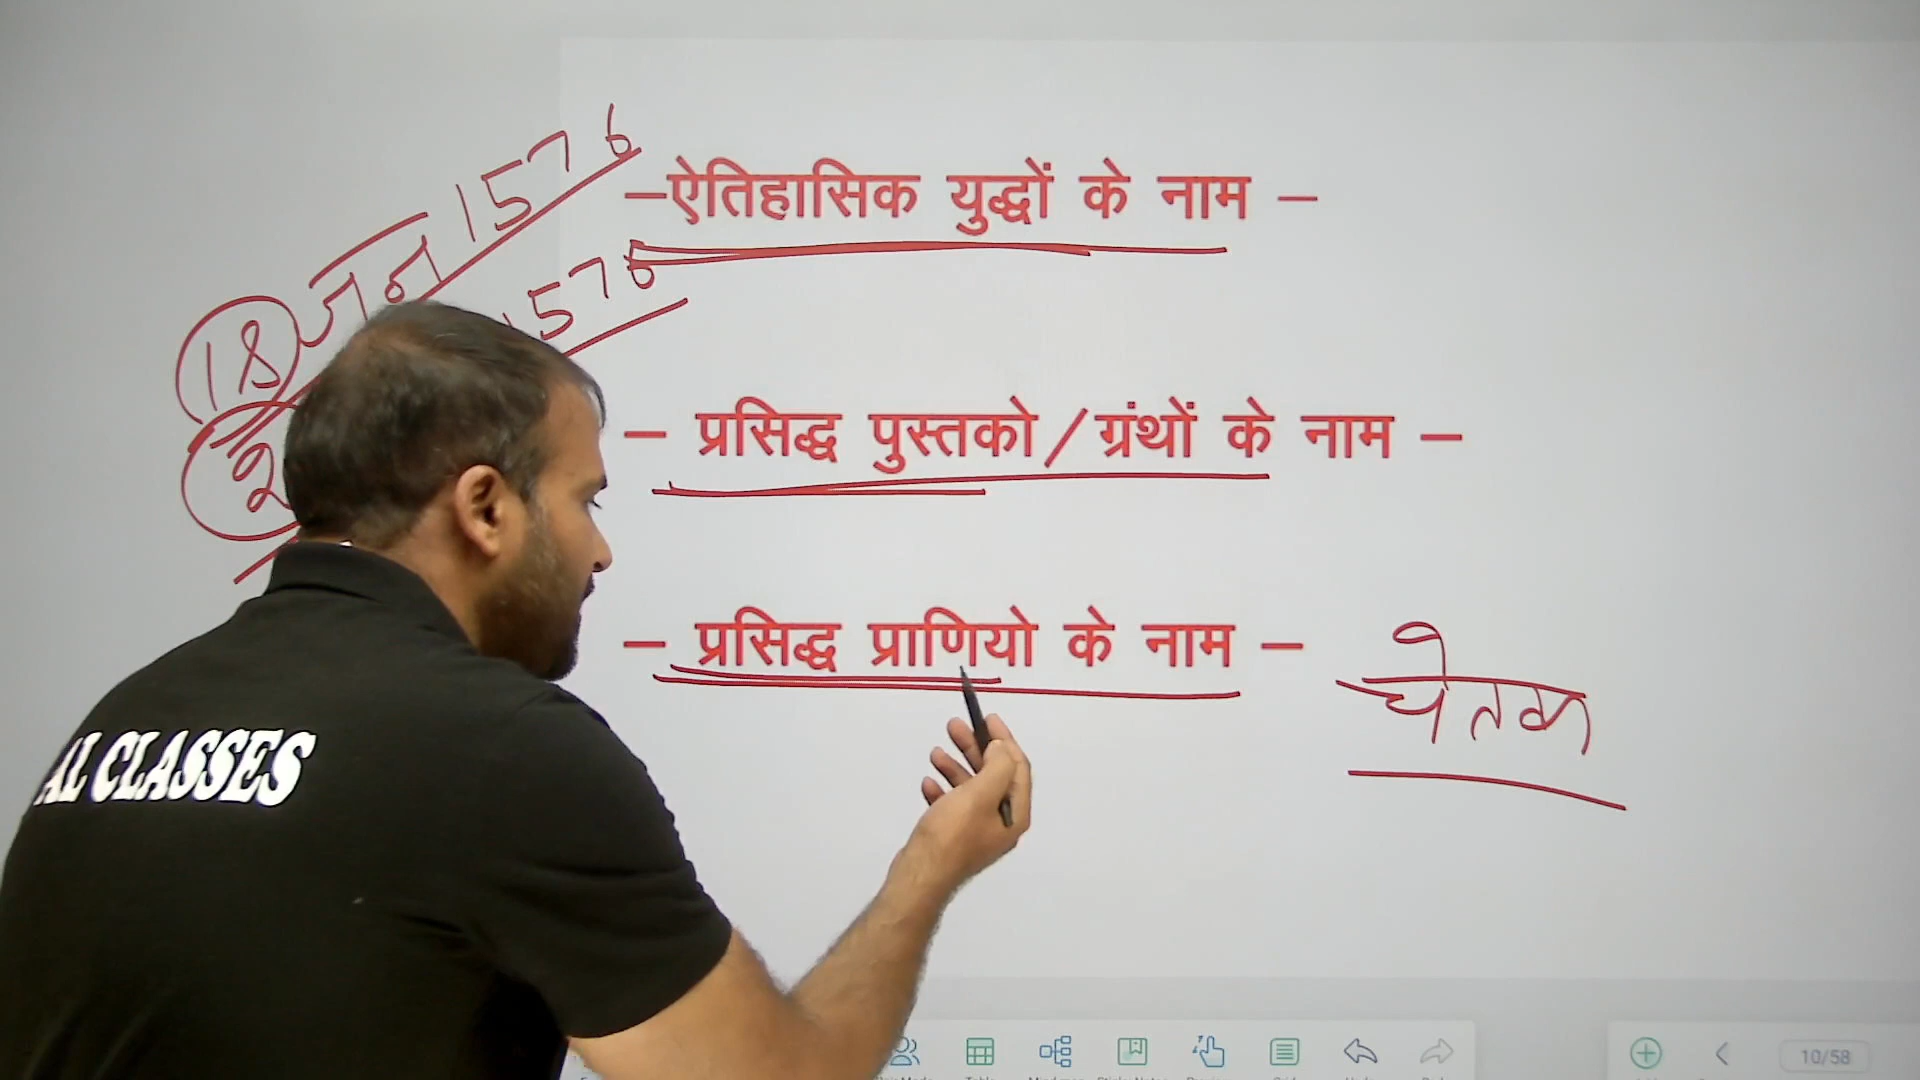 18 जून 1576
–ऐतिहासिक युद्धों के नाम –
1576
– प्रसिद्ध पुस्तको/ग्रंथों के नाम –
– प्रसिद्ध प्राणियो के नाम –
चेतक
AL CLASSES
10/58